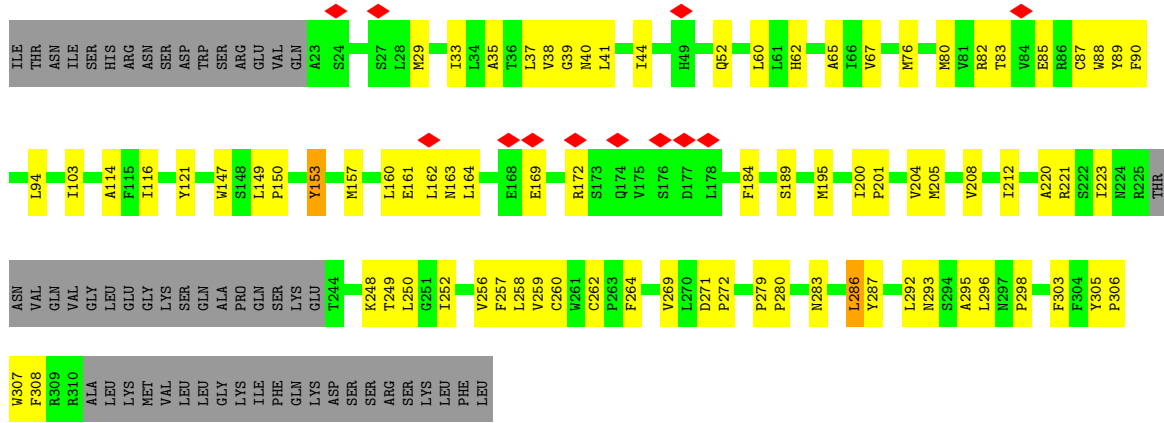 ILE THR ASN ILE SER HIS ARG ASN SER ASP TRP SER ARG GLU VAL GLN A23 S24 S27 L28 M29 I33 L34 A35 T36 L37 V38 G39 N40 L41 I44 H49 Q52 L60 L61 H62 A65 I66 V67 M76 M80 V81 R82 T83 V84 E85 R86 C87 W88 Y89 F90
L94 I103 A114 F115 I116 Y121 W147 S148 L149 P150 Y153 M157 L160 E161 L162 N163 L164 E168 E169 R172 S173 Q174 V175 S176 D177 L178 F184 S189 M195 I200 P201 V204 M205 V208 I212 A220 R221 S222 I223 N224 R225 THR
ASN VAL GLN VAL GLY LEU GLU GLY LYS SER GLN ALA PRO GLN SER LYS GLU T244 K248 T249 L250 G251 I252 V256 F257 L258 V259 C260 W261 C262 P263 F264 V269 L270 D271 P272 P279 P280 N283 L286 Y287 L292 N293 S294 A295 L296 N297 P298 F303 F304 Y305 P306
W307 F308 R309 R310 ALA LEU LYS MET VAL LEU LEU GLY LYS ILE PHE GLN LYS ASP SER SER ARG SER LYS LEU PHE LEU